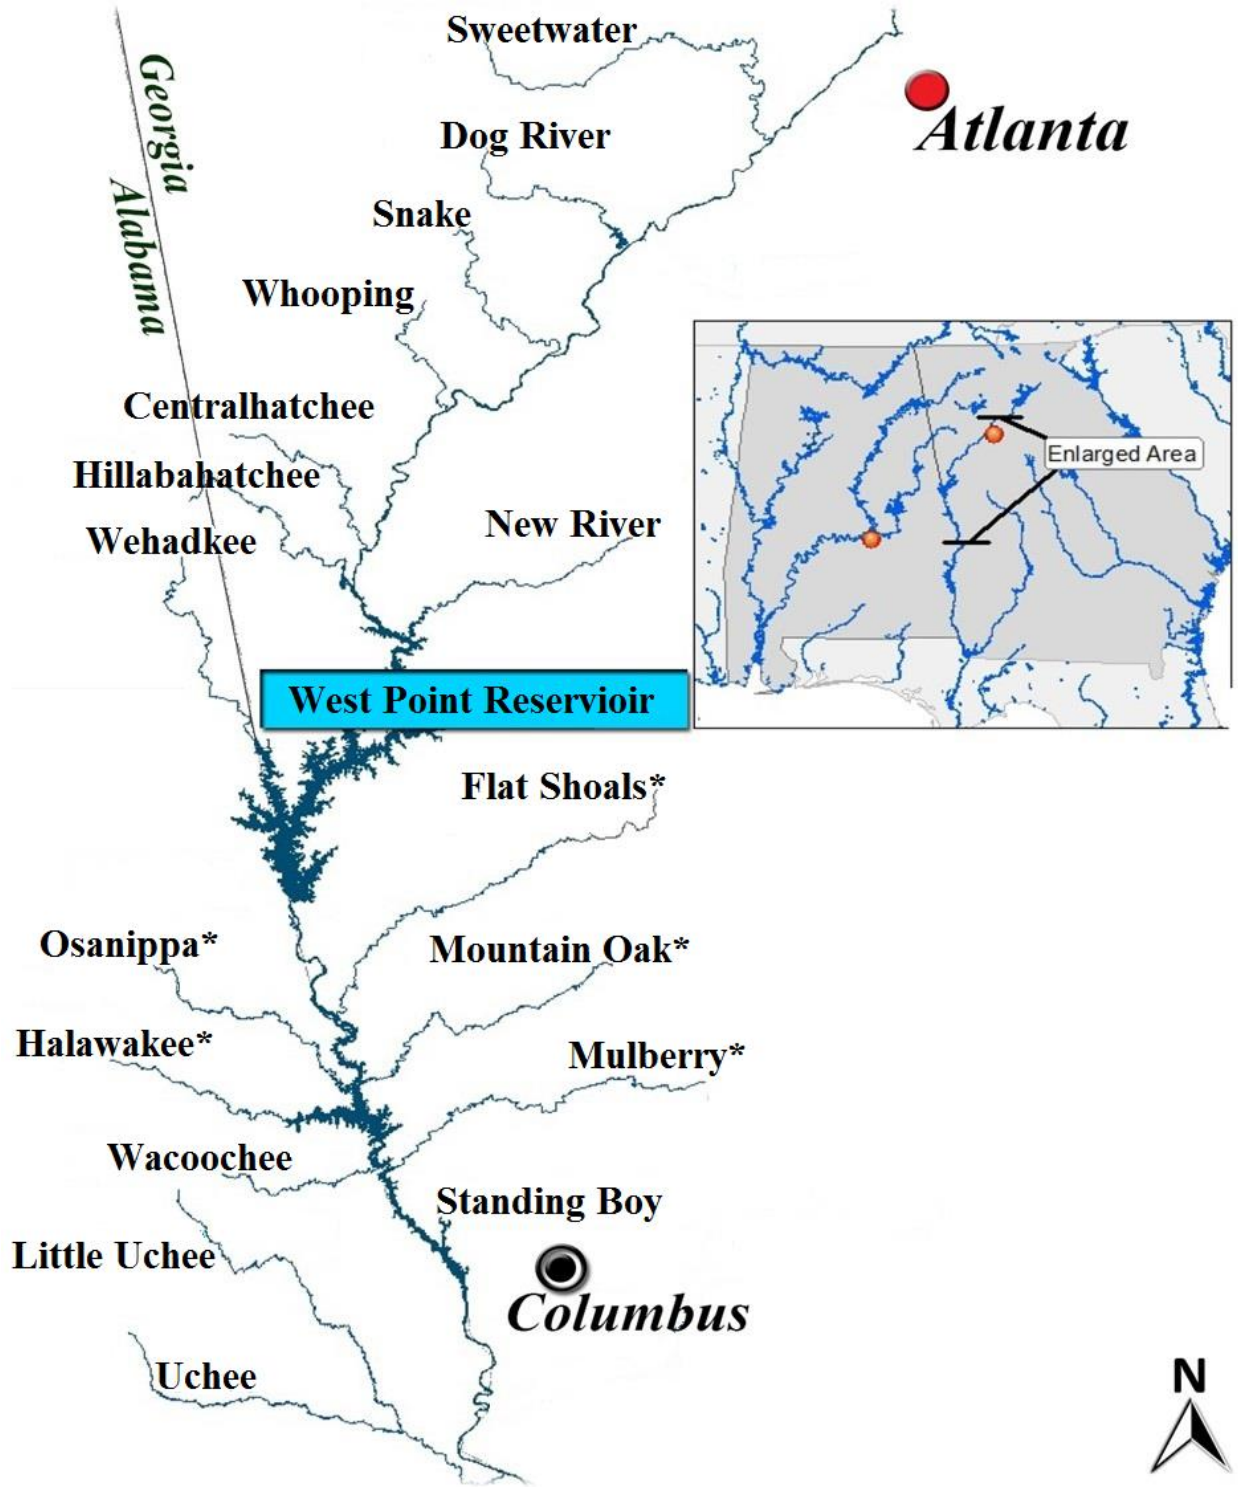 Sweetwater
Georgia
Alabama
Atlanta
Dog River
Snake
Whooping
Centralhatchee
Enlarged Area
Hillabahatchee
New River
Wehadkee
West Point Reservioir
Flat Shoals*
Osanippa*
Mountain Oak*
Halawakee*
Mulberry*
Wacoochee
Standing Boy
Little Uchee
Columbus
Uchee
N